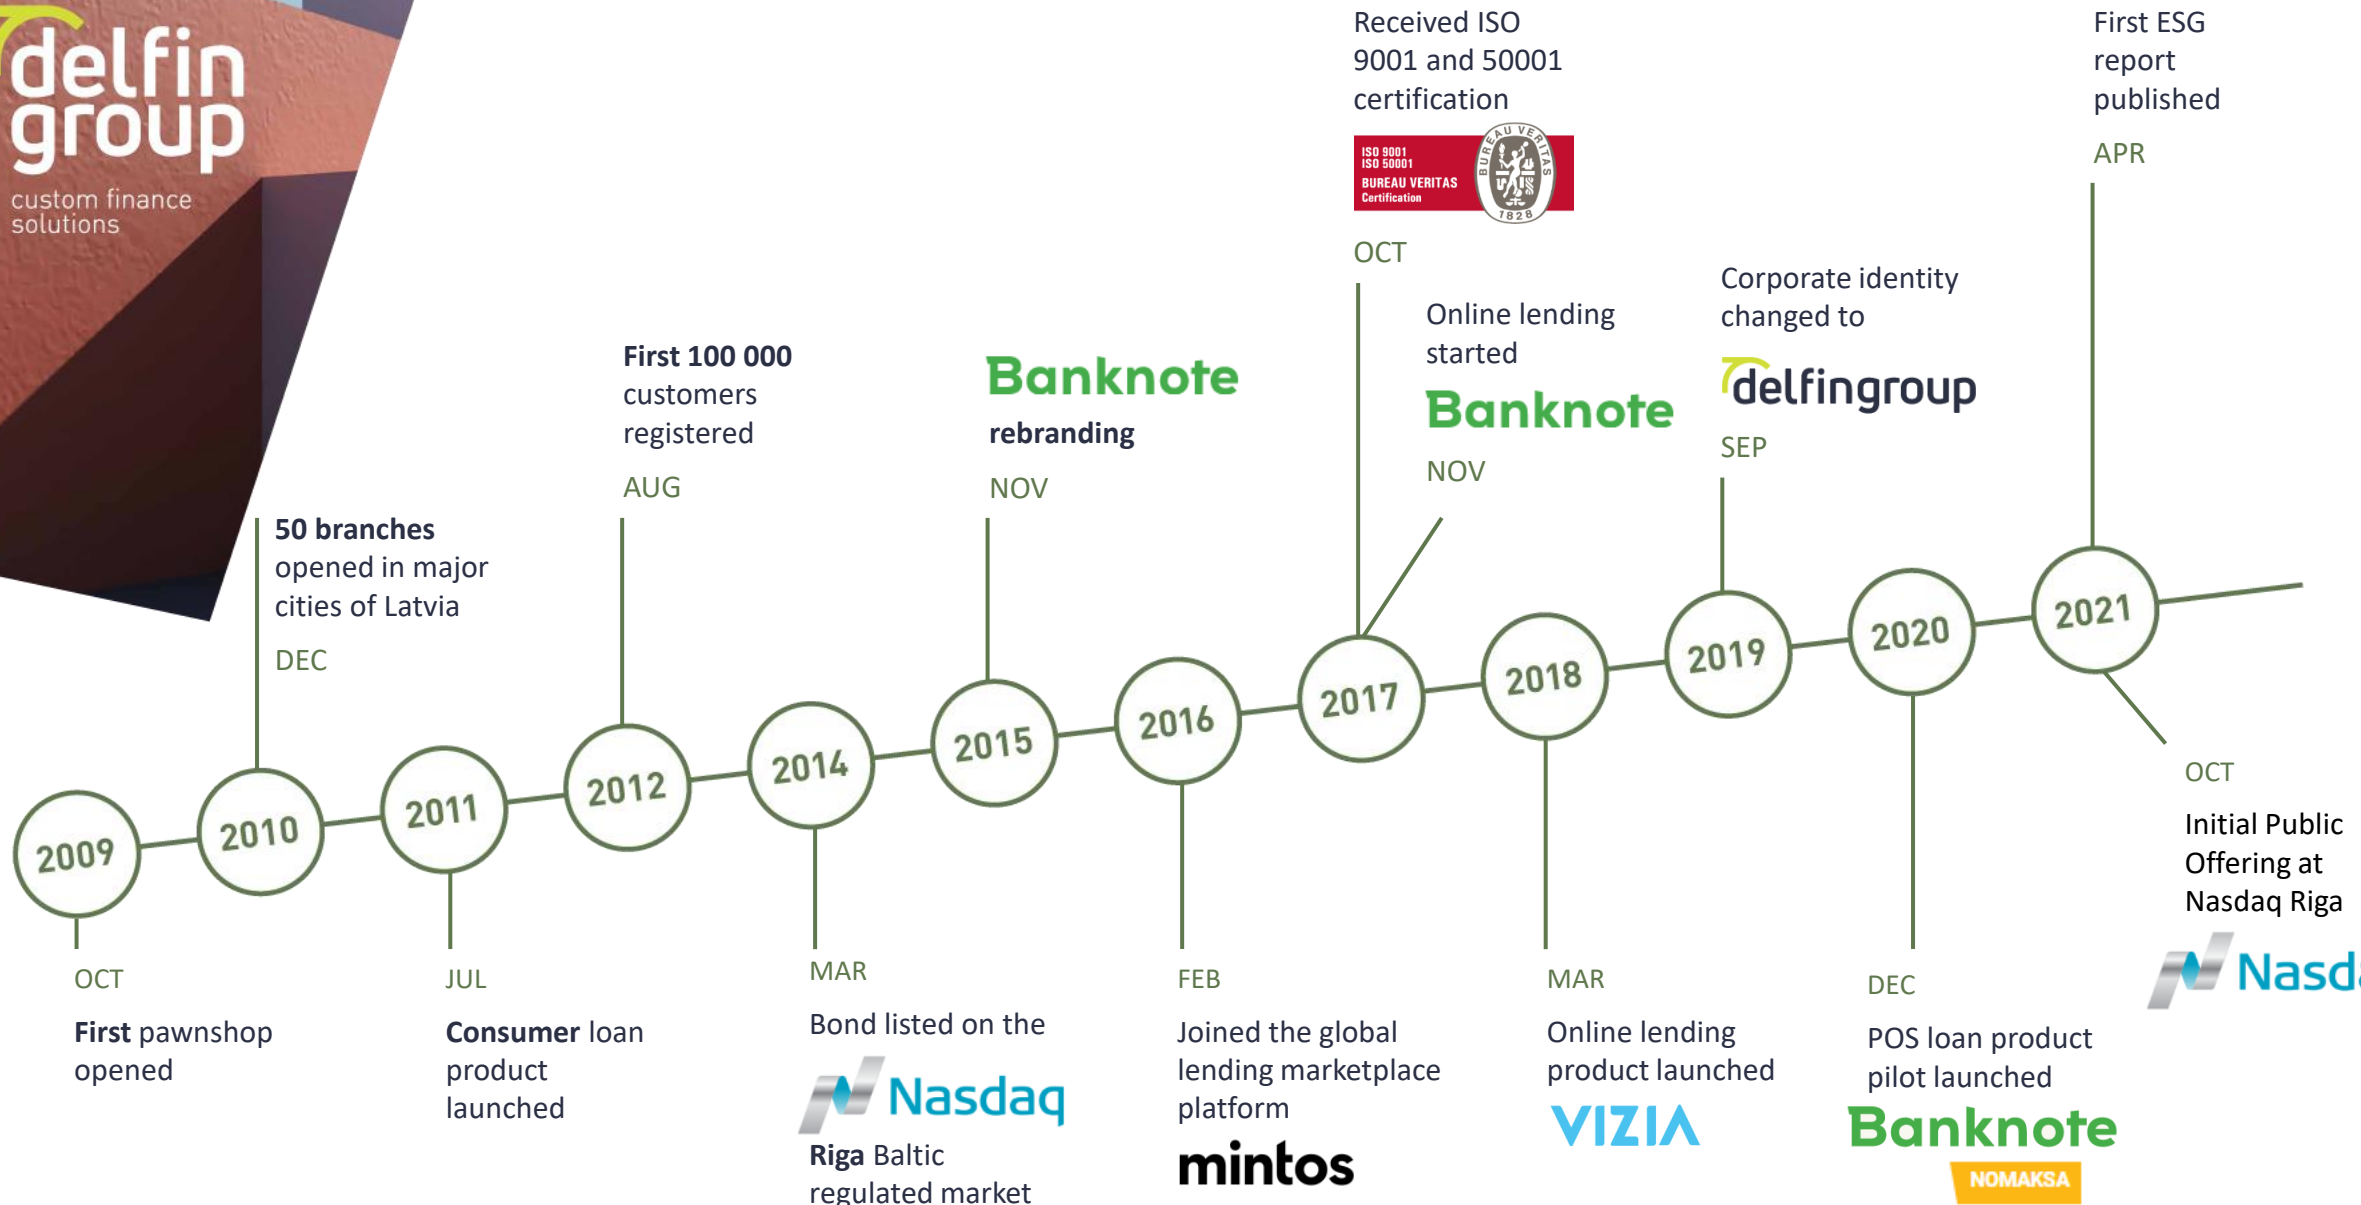 delfin
group
custom finance
solutions
Received ISO
9001 and 50001
certification
ISO 9001
ISO 50001
BUREAU VERITAS
Certification
BUREAU VERITAS
1828
OCT
First ESG
report
published
APR
Online lending
started
Banknote
NOV
Corporate identity
changed to
delfingroup
SEP
First 100 000
customers
registered
AUG
Banknote
rebranding
NOV
50 branches
opened in major
cities of Latvia
DEC
2009
2010
2011
2012
2014
2015
2016
2017
2018
2019
2020
2021
OCT
First pawnshop
opened
JUL
Consumer loan
product
launched
MAR
Bond listed on the
Nasdaq
Riga Baltic
regulated market
FEB
Joined the global
lending marketplace
platform
mintos
MAR
Online lending
product launched
VIZIA
DEC
POS loan product
pilot launched
Banknote
NOMAKSA
OCT
Initial Public
Offering at
Nasdaq Riga
Nasda